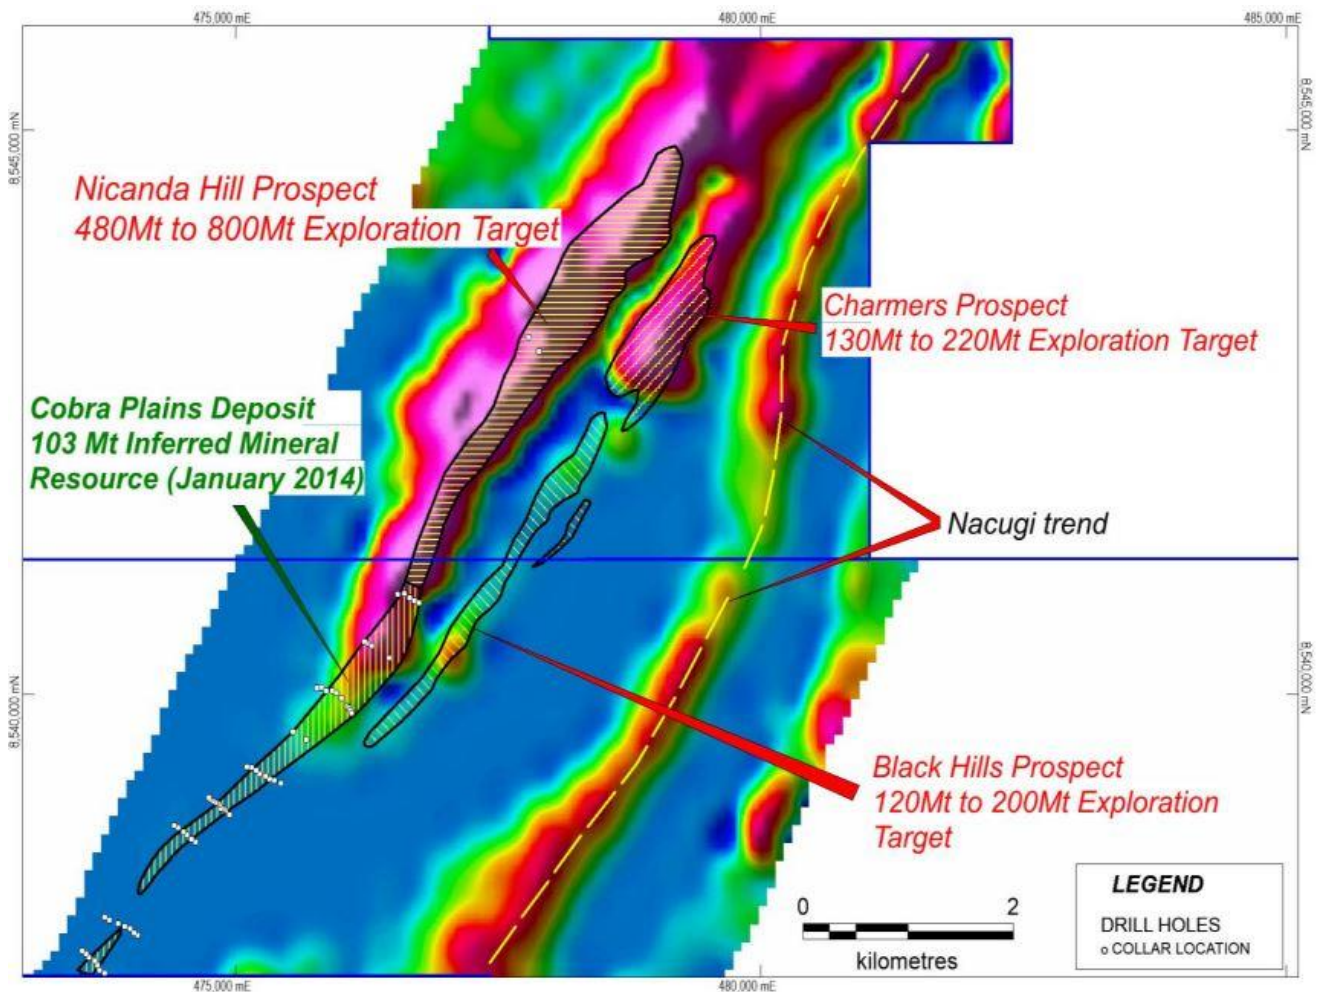 475,000 mE
480,000 mE
485,000 mE
8,545,000 mN
8,545,000 mN
Nicanda Hill Prospect
480Mt to 800Mt Exploration Target
Charmers Prospect
130Mt to 220Mt Exploration Target
Cobra Plains Deposit
103 Mt Inferred Mineral
Resource (January 2014)
Nacugi trend
8,540,000 mN
8,540,000 mN
Black Hills Prospect
120Mt to 200Mt Exploration
Target
LEGEND
DRILL HOLES
COLLAR LOCATION
0
2
kilometres
475,000 mE
480,000 mE